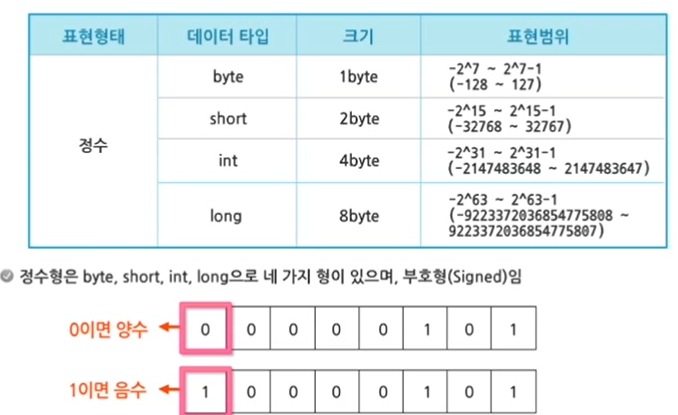 표현형태 데이터 타입 크기 표현범위
정수
byte 1byte -2^7 ~ 2^7-1
(-128 ~ 127)
short 2byte -2^15 ~ 2^15-1
(-32768 ~ 32767)
int 4byte -2^31 ~ 2^31-1
(-2147483648 ~ 2147483647)
long 8byte -2^63 ~ 2^63-1
(-9223372036854775808 ~
9223372036854775807)
정수형은 byte, short, int, long으로 네 가지 형이 있으며, 부호형(Signed)임
0이면 양수 0 0 0 0 0 1 0 1
1이면 음수 1 0 0 0 0 1 0 1